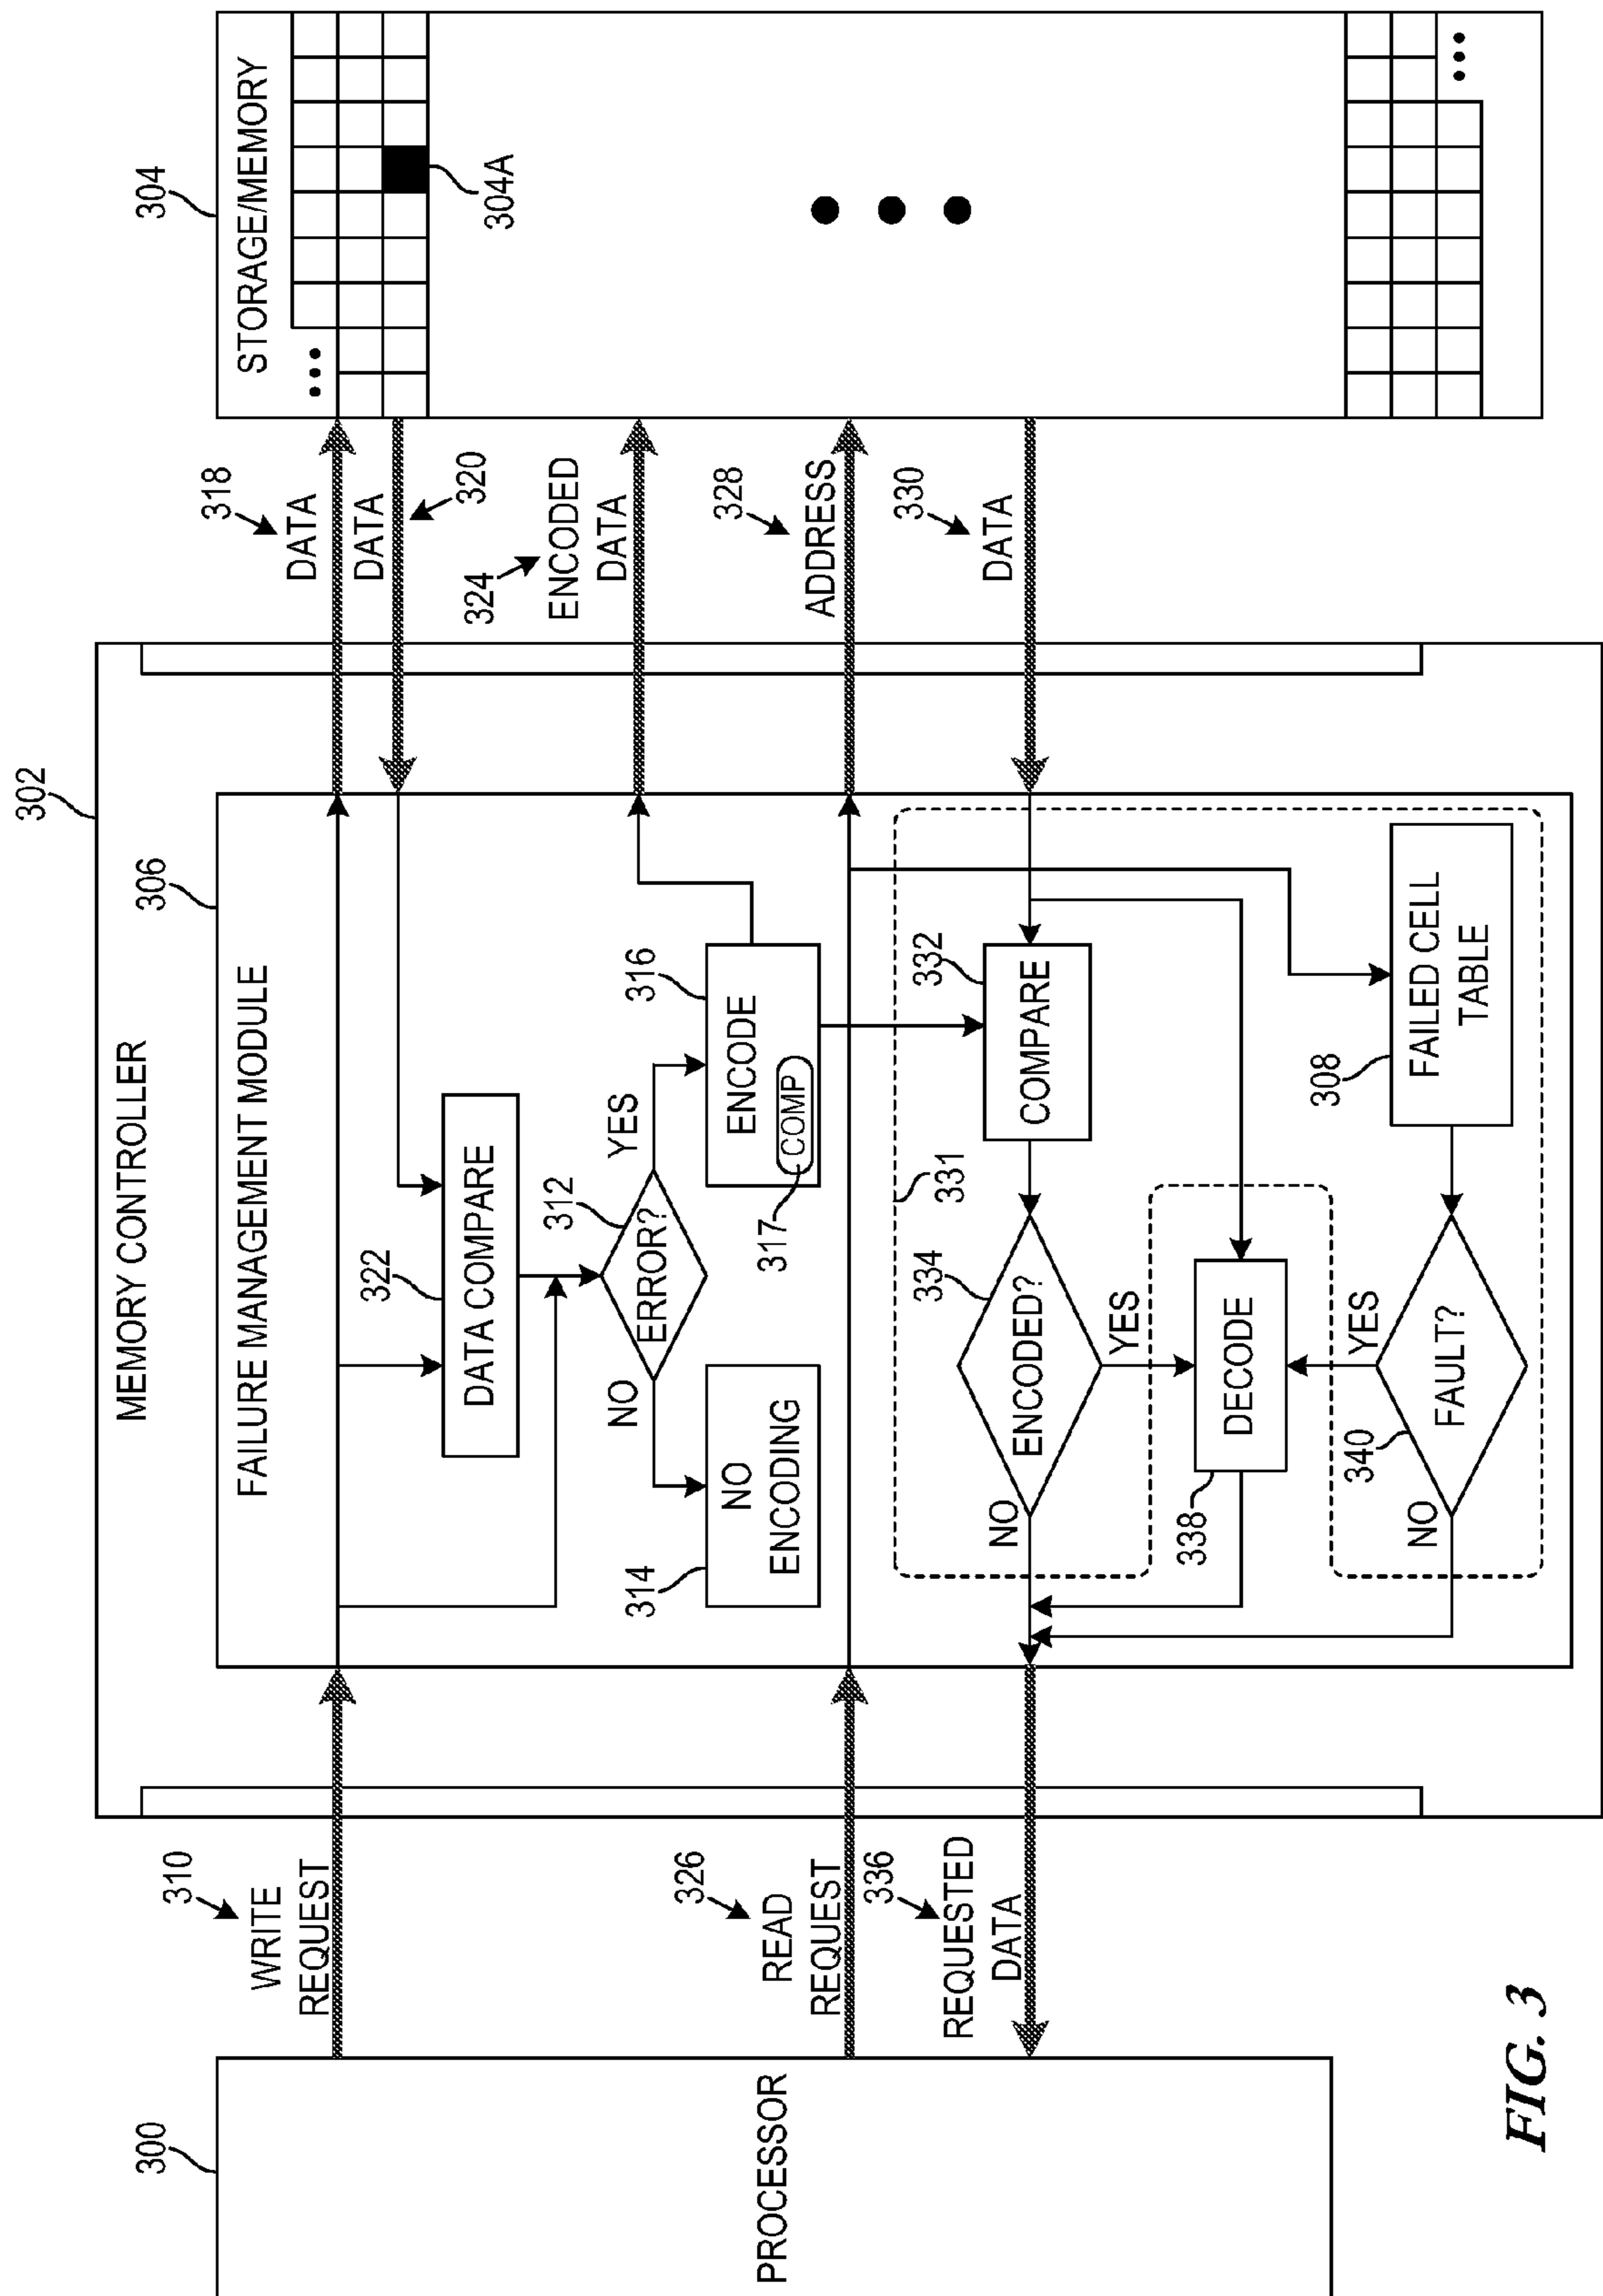 300
PROCESSOR
310
WRITE
REQUEST
326
READ
REQUEST
336
REQUESTED
DATA
302
MEMORY CONTROLLER
306
FAILURE MANAGEMENT MODULE
322
DATA COMPARE
312
ERROR?
NO
YES
314
NO
ENCODING
316
ENCODE
COMP
317
331
332
COMPARE
334
ENCODED?
NO
YES
338
DECODE
YES
340
FAULT?
NO
308
FAILED CELL
TABLE
318
DATA
DATA
320
324
ENCODED
DATA
328
ADDRESS
330
DATA
304
STORAGE/MEMORY
304A
FIG. 3